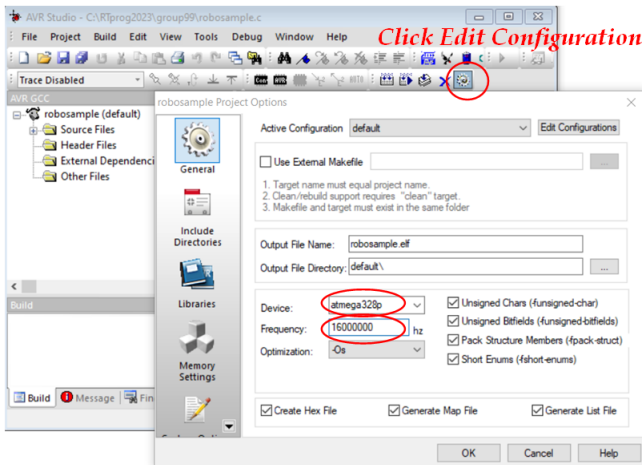 AVR Studio - C:\RTprog2023\group99\robosample.c
File Project Build Edit View Tools Debug Window Help
Click Edit Configuration
Trace Disabled
AVR GCC
robosample (default)
Source Files
Header Files
External Dependenci
Other Files
Build
Build Message Fin
robosample Project Options
General
Include
Directories
Libraries
Memory
Settings
Active Configuration default Edit Configurations
Use External Makefile ...
1. Target name must equal project name.
2. Clean/rebuild support requires "clean" target.
3. Makefile and target must exist in the same folder
Output File Name: robosample.elf
Output File Directory: default\ ...
Device: atmega328p
Frequency: 16000000 hz
Optimization: -Os
Unsigned Chars (-funsigned-char)
Unsigned Bitfields (-funsigned-bitfields)
Pack Structure Members (-fpack-struct)
Short Enums (-fshort-enums)
Create Hex File Generate Map File Generate List File
OK Cancel Help